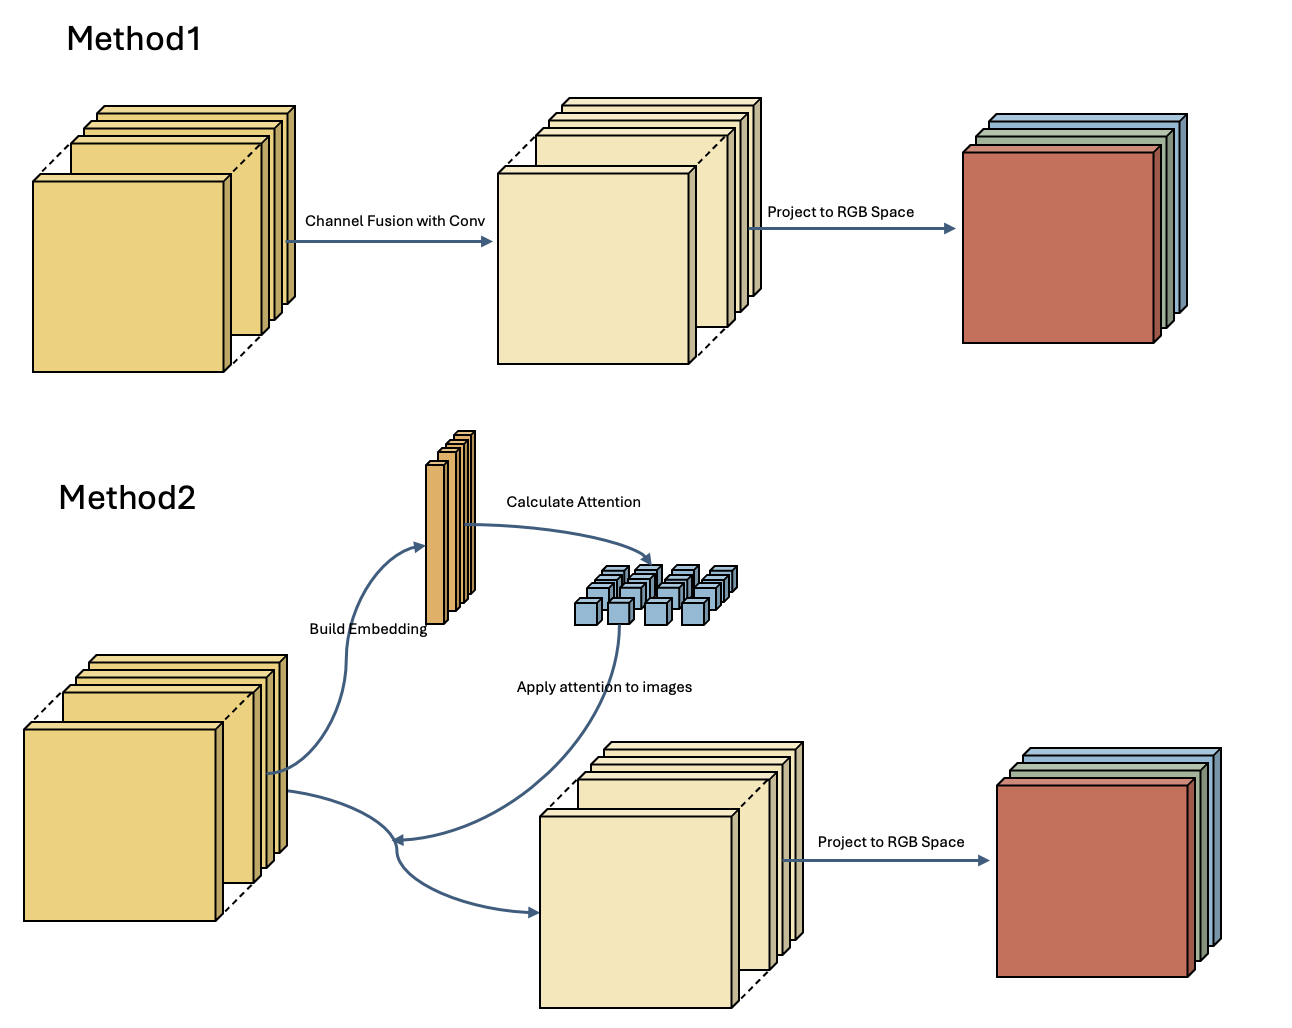 Method1
Channel Fusion with Conv
Project to RGB Space
Method2
Calculate Attention
Build Embedding
Apply attention to images
Project to RGB Space